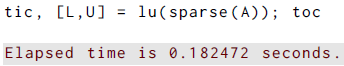 tic, [L,U] = lu(sparse(A)); toc
Elapsed time is 0.182472 seconds.